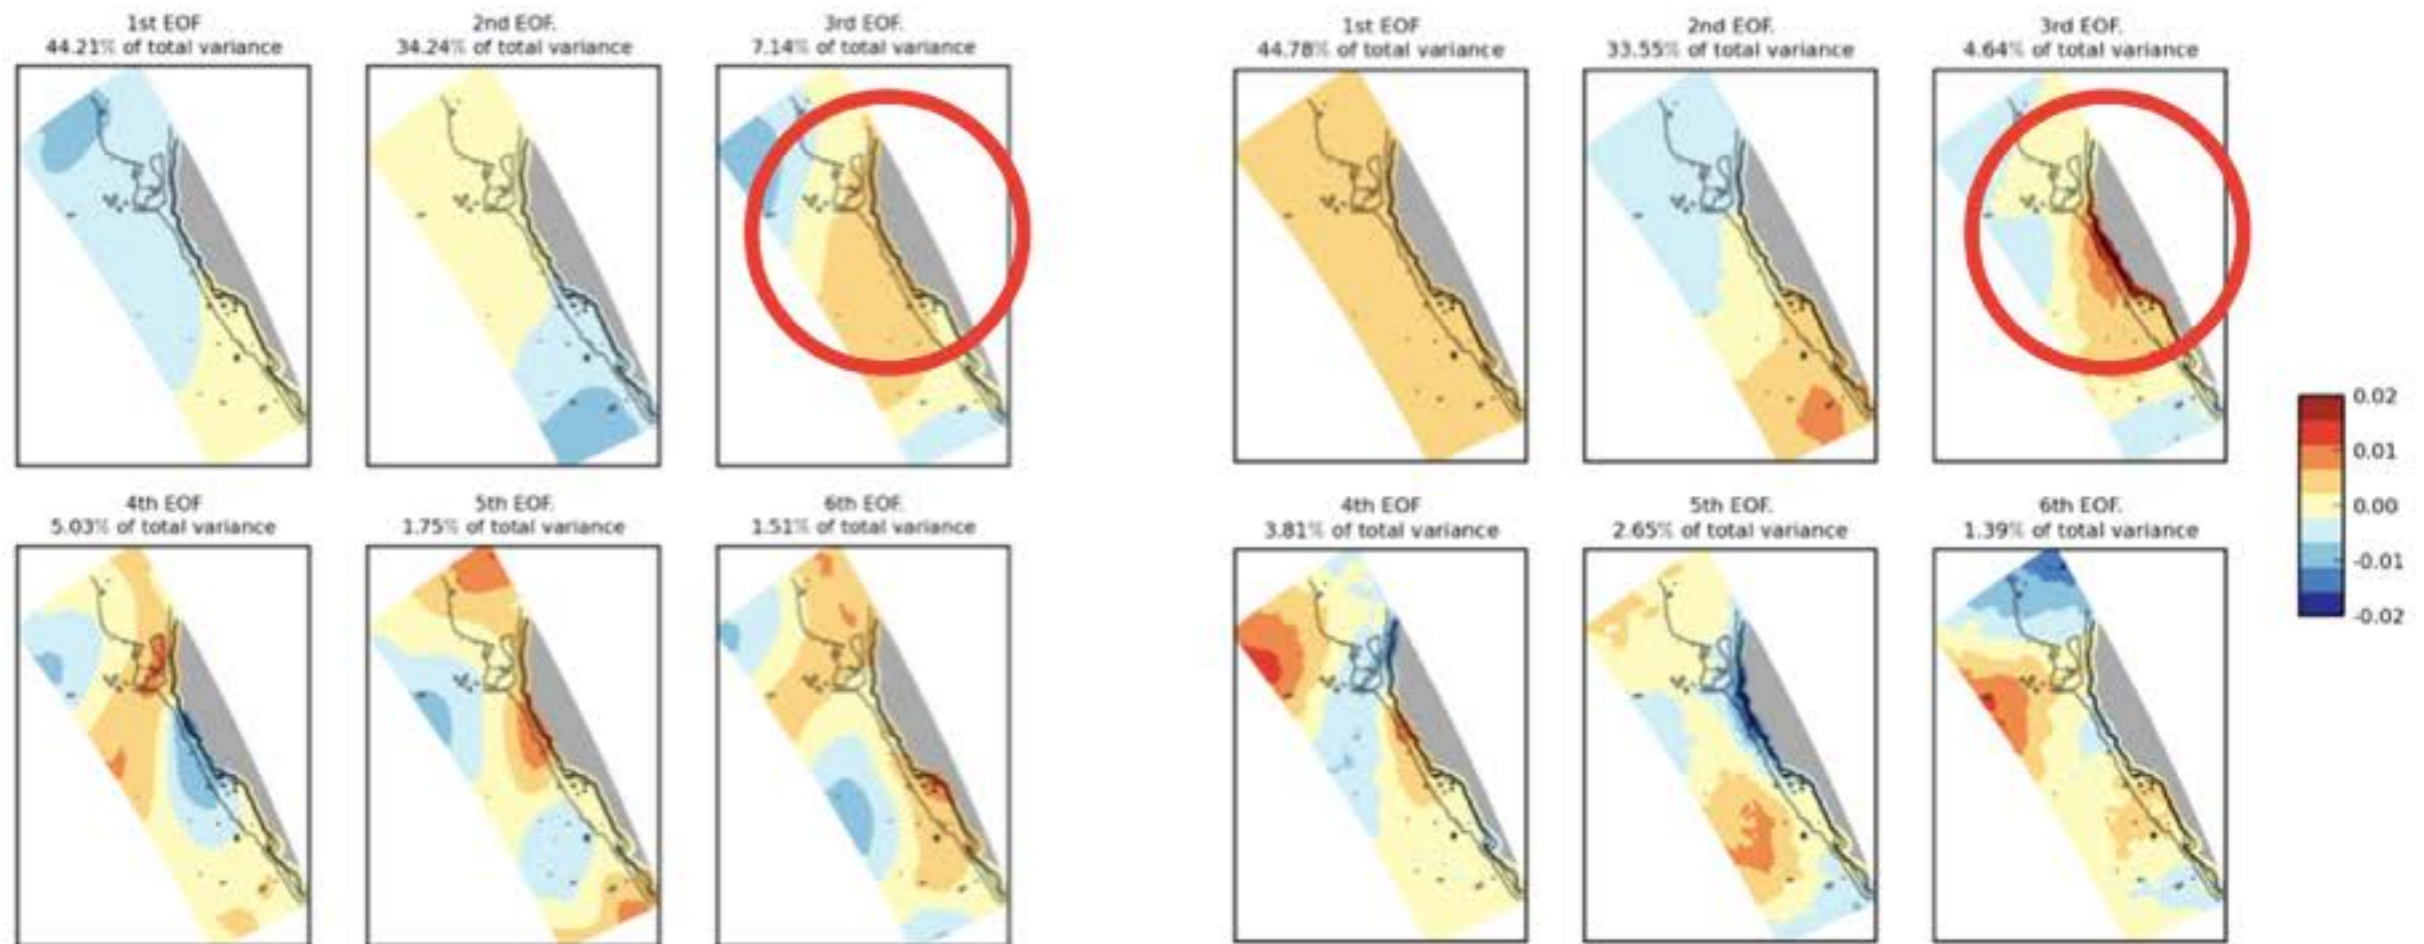 1st EOF
44.21% of total variance
2nd EOF.
34.24% of total variance
3rd EOF.
7.14% of total variance
1st EOF
44.78% of total variance
2nd EOF.
33.55% of total variance
3rd EOF.
4.64% of total variance
4th EOF
5.03% of total variance
5th EOF.
1.75% of total variance
6th EOF.
1.51% of total variance
4th EOF
3.81% of total variance
5th EOF.
2.65% of total variance
6th EOF.
1.39% of total variance
0.02
0.01
0.00
-0.01
-0.02